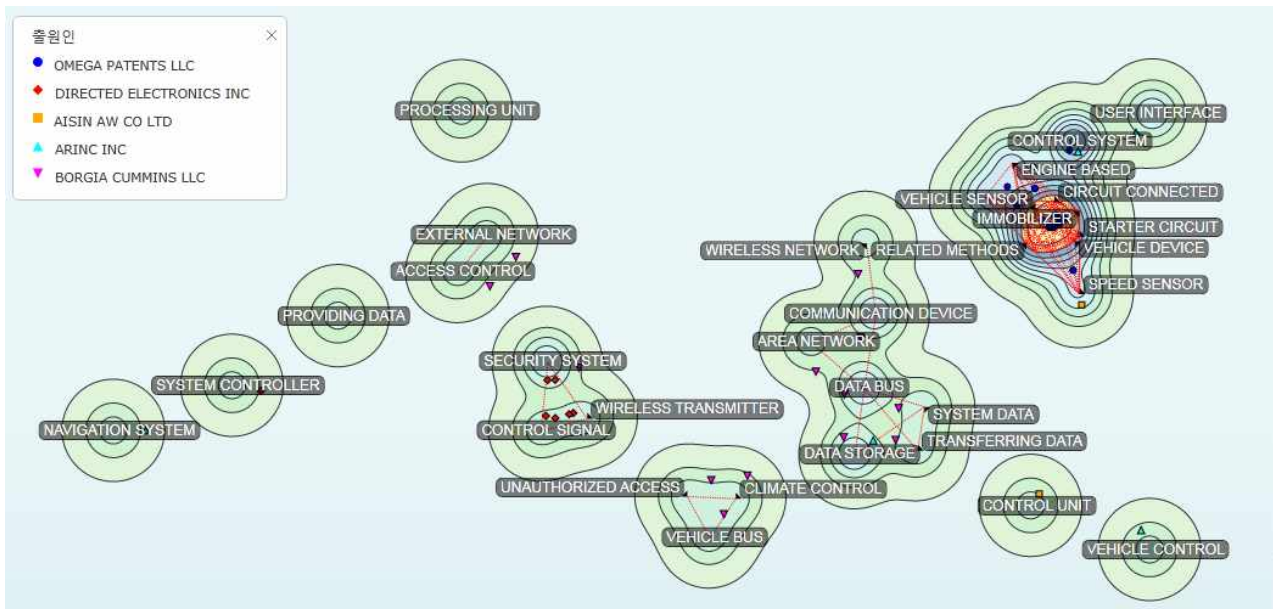 출원인
OMEGA PATENTS LLC
DIRECTED ELECTRONICS INC
AISIN AW CO LTD
ARINC INC
BORGIA CUMMINS LLC
PROCESSING UNIT
USER INTERFACE
CONTROL SYSTEM
ENGINE BASED
CIRCUIT CONNECTED
VEHICLE SENSOR
IMMOBILIZER
STARTER CIRCUIT
EXTERNAL NETWORK
WIRELESS NETWORK
RELATED METHODS
VEHICLE DEVICE
ACCESS CONTROL
SPEED SENSOR
PROVIDING DATA
COMMUNICATION DEVICE
AREA NETWORK
SECURITY SYSTEM
SYSTEM CONTROLLER
DATA BUS
WIRELESS TRANSMITTER
SYSTEM DATA
NAVIGATION SYSTEM
CONTROL SIGNAL
TRANSFERRING DATA
DATA STORAGE
UNAUTHORIZED ACCESS
CLIMATE CONTROL
CONTROL UNIT
VEHICLE BUS
VEHICLE CONTROL